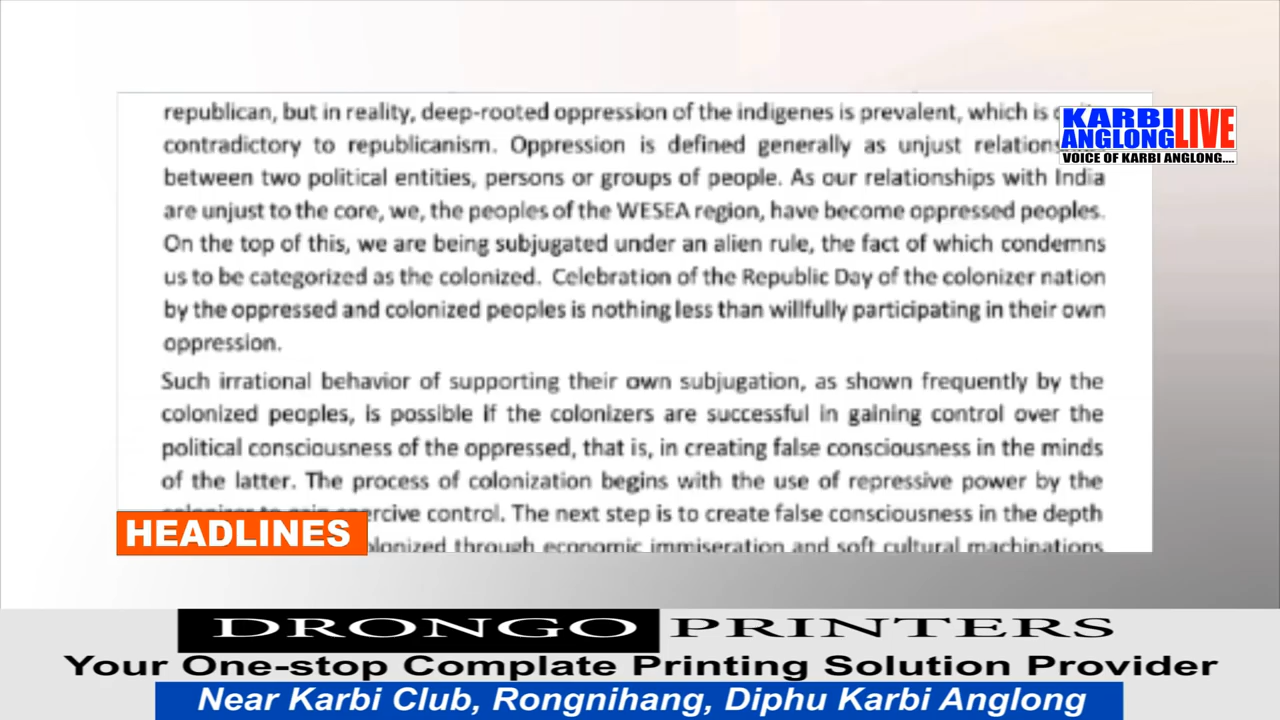 republican, but in reality, deep-rooted oppression of the indigenes is prevalent, which is
contradictory to republicanism. Oppression is defined generally as unjust
between two political entities, persons or groups of people. As our relationships with India
are unjust to the core, we, the peoples of the WESEA region, have become oppressed peoples.
On the top of this, we are being subjugated under an alien rule, the fact of which condemns
us to be categorized as the colonized. Celebration of the Republic Day of the colonizer nation
by the oppressed and colonized peoples is nothing less than willfully participating in their own
oppression.
Such irrational behavior of supporting their own subjugation, as shown frequently by the
colonized peoples, is possible if the colonizers are successful in gaining control over the
political consciousness of the oppressed, that is, in creating false consciousness in the minds
of the latter. The process of colonization begins with the use of repressive power by the
control. The next step is to create false consciousness in the depth
through economic immiseration and soft cultural machinations
KARBI
ANGLONG LIVE
VOICE OF KARBI ANGLONG....
HEADLINES
DRONGO PRINTERS
Your One-stop Complate Printing Solution Provider
Near Karbi Club, Rongnihang, Diphu Karbi Anglong